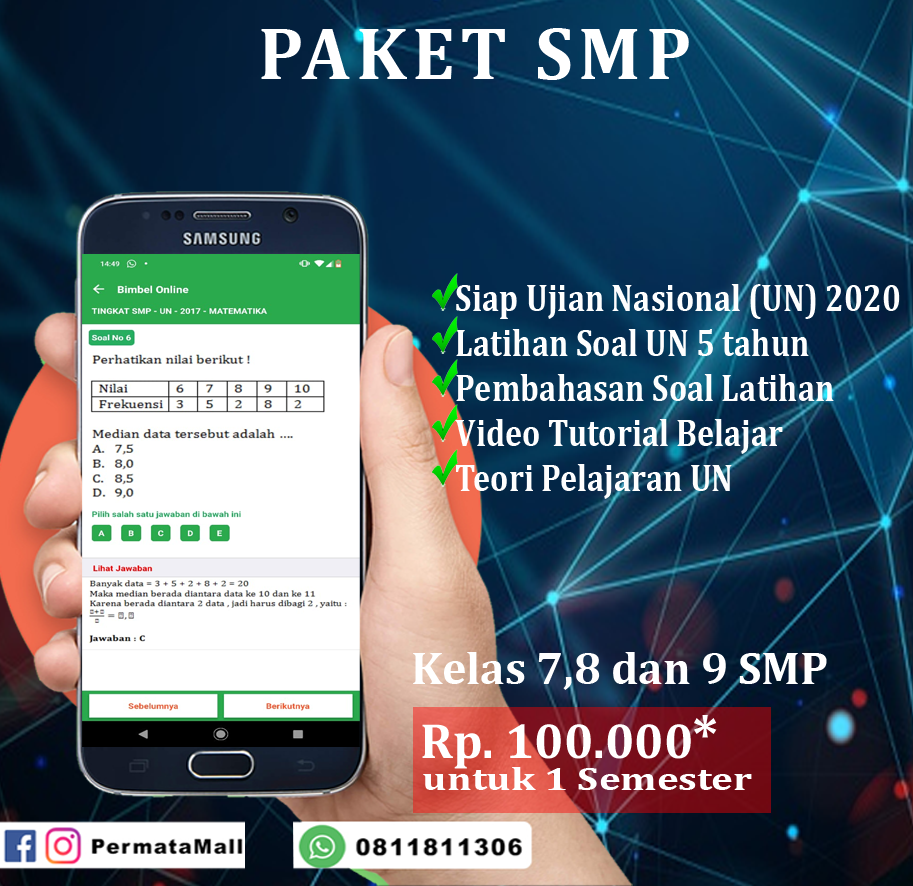 PAKET SMP
SAMSUNG
14:49
Bimbel Online
TINGKAT SMP - UN - 2017 - MATEMATIKA
Soal No 6
Perhatikan nilai berikut !
Nilai 6 7 8 9 10
Frekuensi 3 5 2 8 2
Median data tersebut adalah ....
A. 7,5
B. 8,0
C. 8,5
D. 9,0
Pilih salah satu jawaban di bawah ini
A B C D E
Lihat Jawaban
Banyak data = 3 + 5 + 2 + 8 + 2 = 20
Maka median berada diantara data ke 10 dan ke 11
Karena berada diantara 2 data , jadi harus dibagi 2 , yaitu :
Jawaban : C
Sebelumnya Berikutnya
Siap Ujian Nasional (UN) 2020
Latihan Soal UN 5 tahun
Pembahasan Soal Latihan
Video Tutorial Belajar
Teori Pelajaran UN
Kelas 7,8 dan 9 SMP
Rp. 100.000*
untuk 1 Semester
PermataMall
0811811306